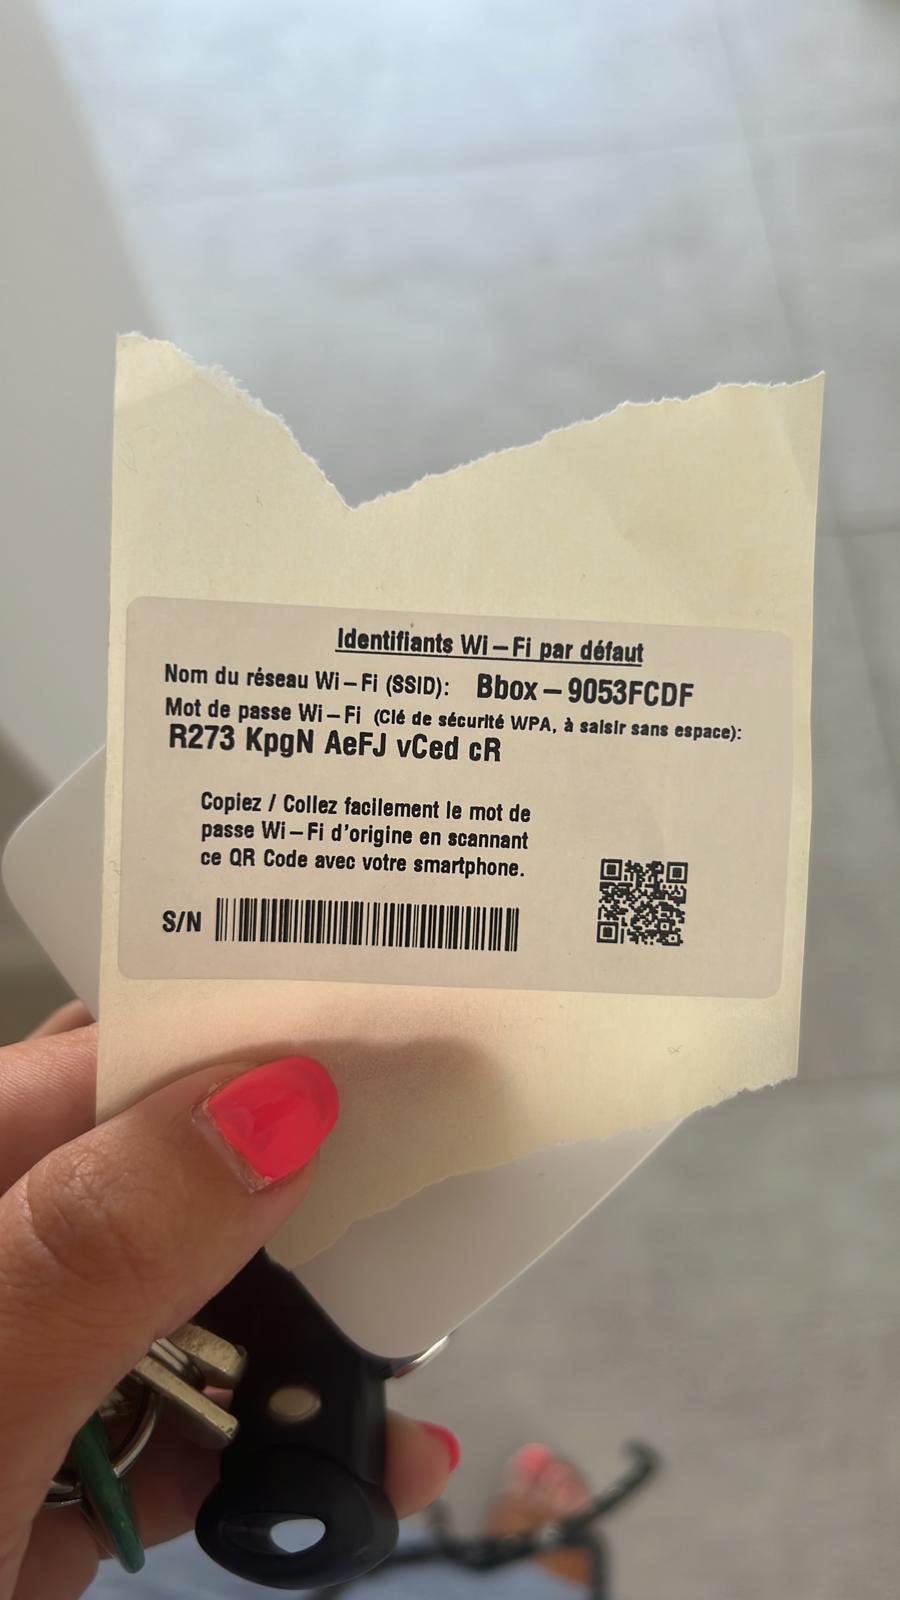 Identifiants Wi-Fi par défaut
Nom du réseau Wi-Fi (SSID): Bbox-9053FCDF
Mot de passe Wi-Fi (Clé de sécurité WPA, à saisir sans espace):
R273 KpgN AeFJ vCed cR
Copiez / Collez facilement le mot de
passe Wi-Fi d'origine en scannant
ce QR Code avec votre smartphone.
S/N